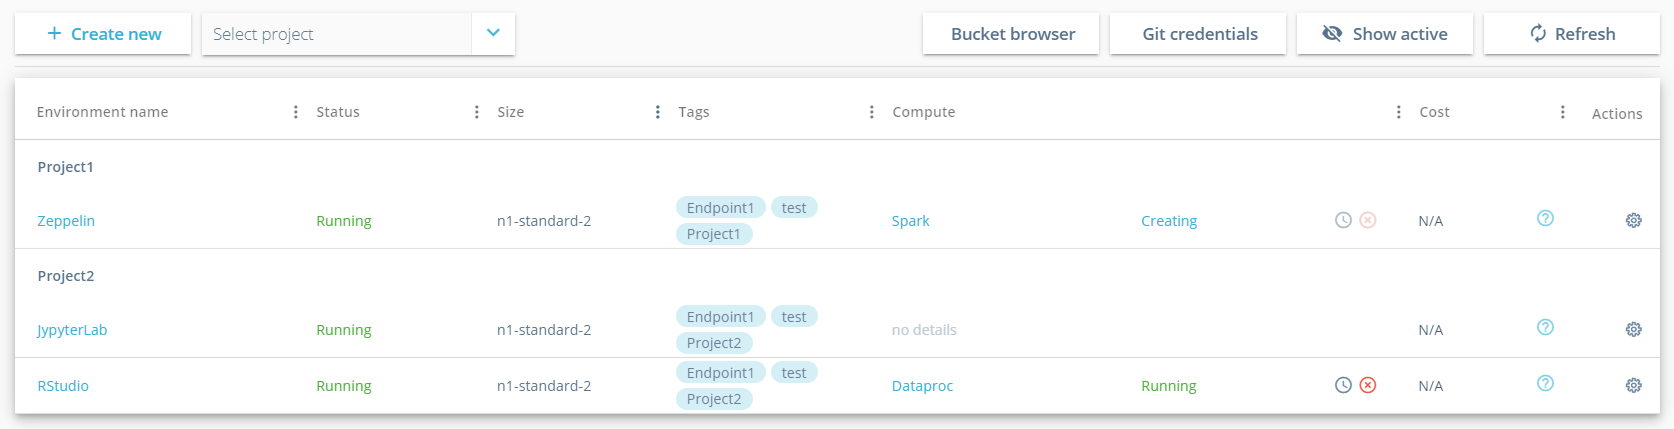 + Create new Select project Bucket browser Git credentials Show active Refresh
Environment name Status Size Tags Compute Cost Actions
Project1
Zeppelin Running n1-standard-2 Endpoint1 test Spark Creating N/A ?
Project1
Project2
JypyterLab Running n1-standard-2 Endpoint1 test no details N/A ?
Project2
RStudio Running n1-standard-2 Endpoint1 test Dataproc Running N/A ?
Project2